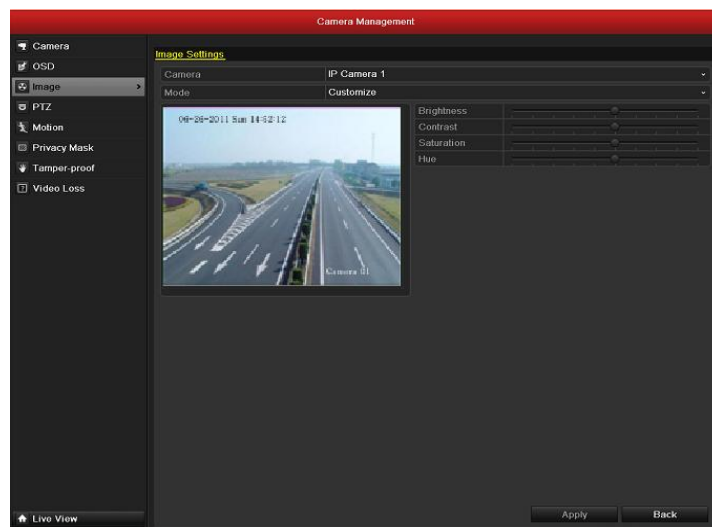 Camera Management
Camera
OSD
Image
PTZ
Motion
Privacy Mask
Tamper-proof
Video Loss
Live View
Image Settings
Camera IP Camera 1
Mode Customize
06-26-2011 Sun 14:52:12
Camera 01
Brightness
Contrast
Saturation
Hue
Apply Back